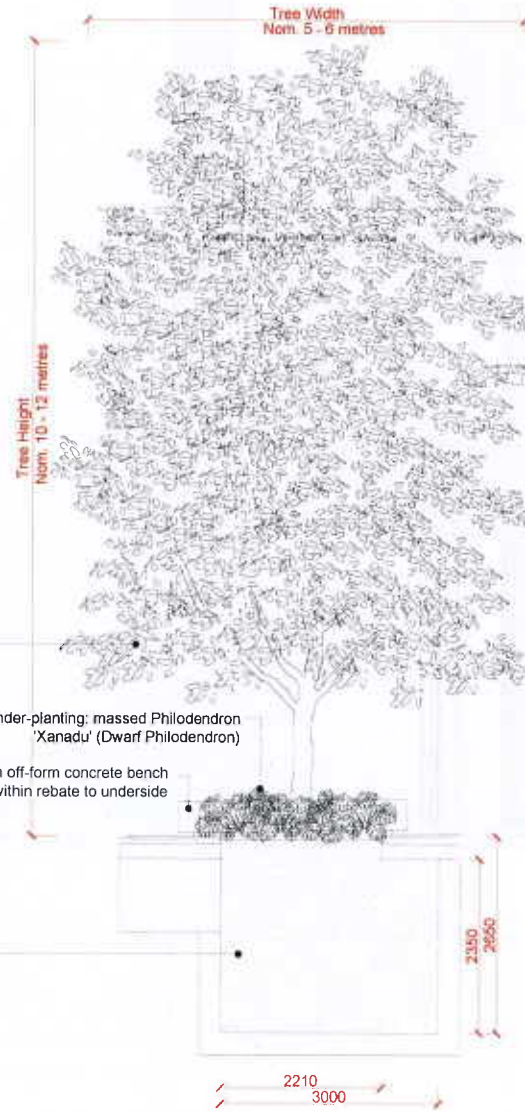 Tree Width
Nom. 5 - 6 metres
Tree Height
Nom. 10 - 12 metres
nder-planting: massed Philodendron
'Xanadu' (Dwarf Philodendron)
off-form concrete bench
within rebate to underside
2350
2650
2210
3000